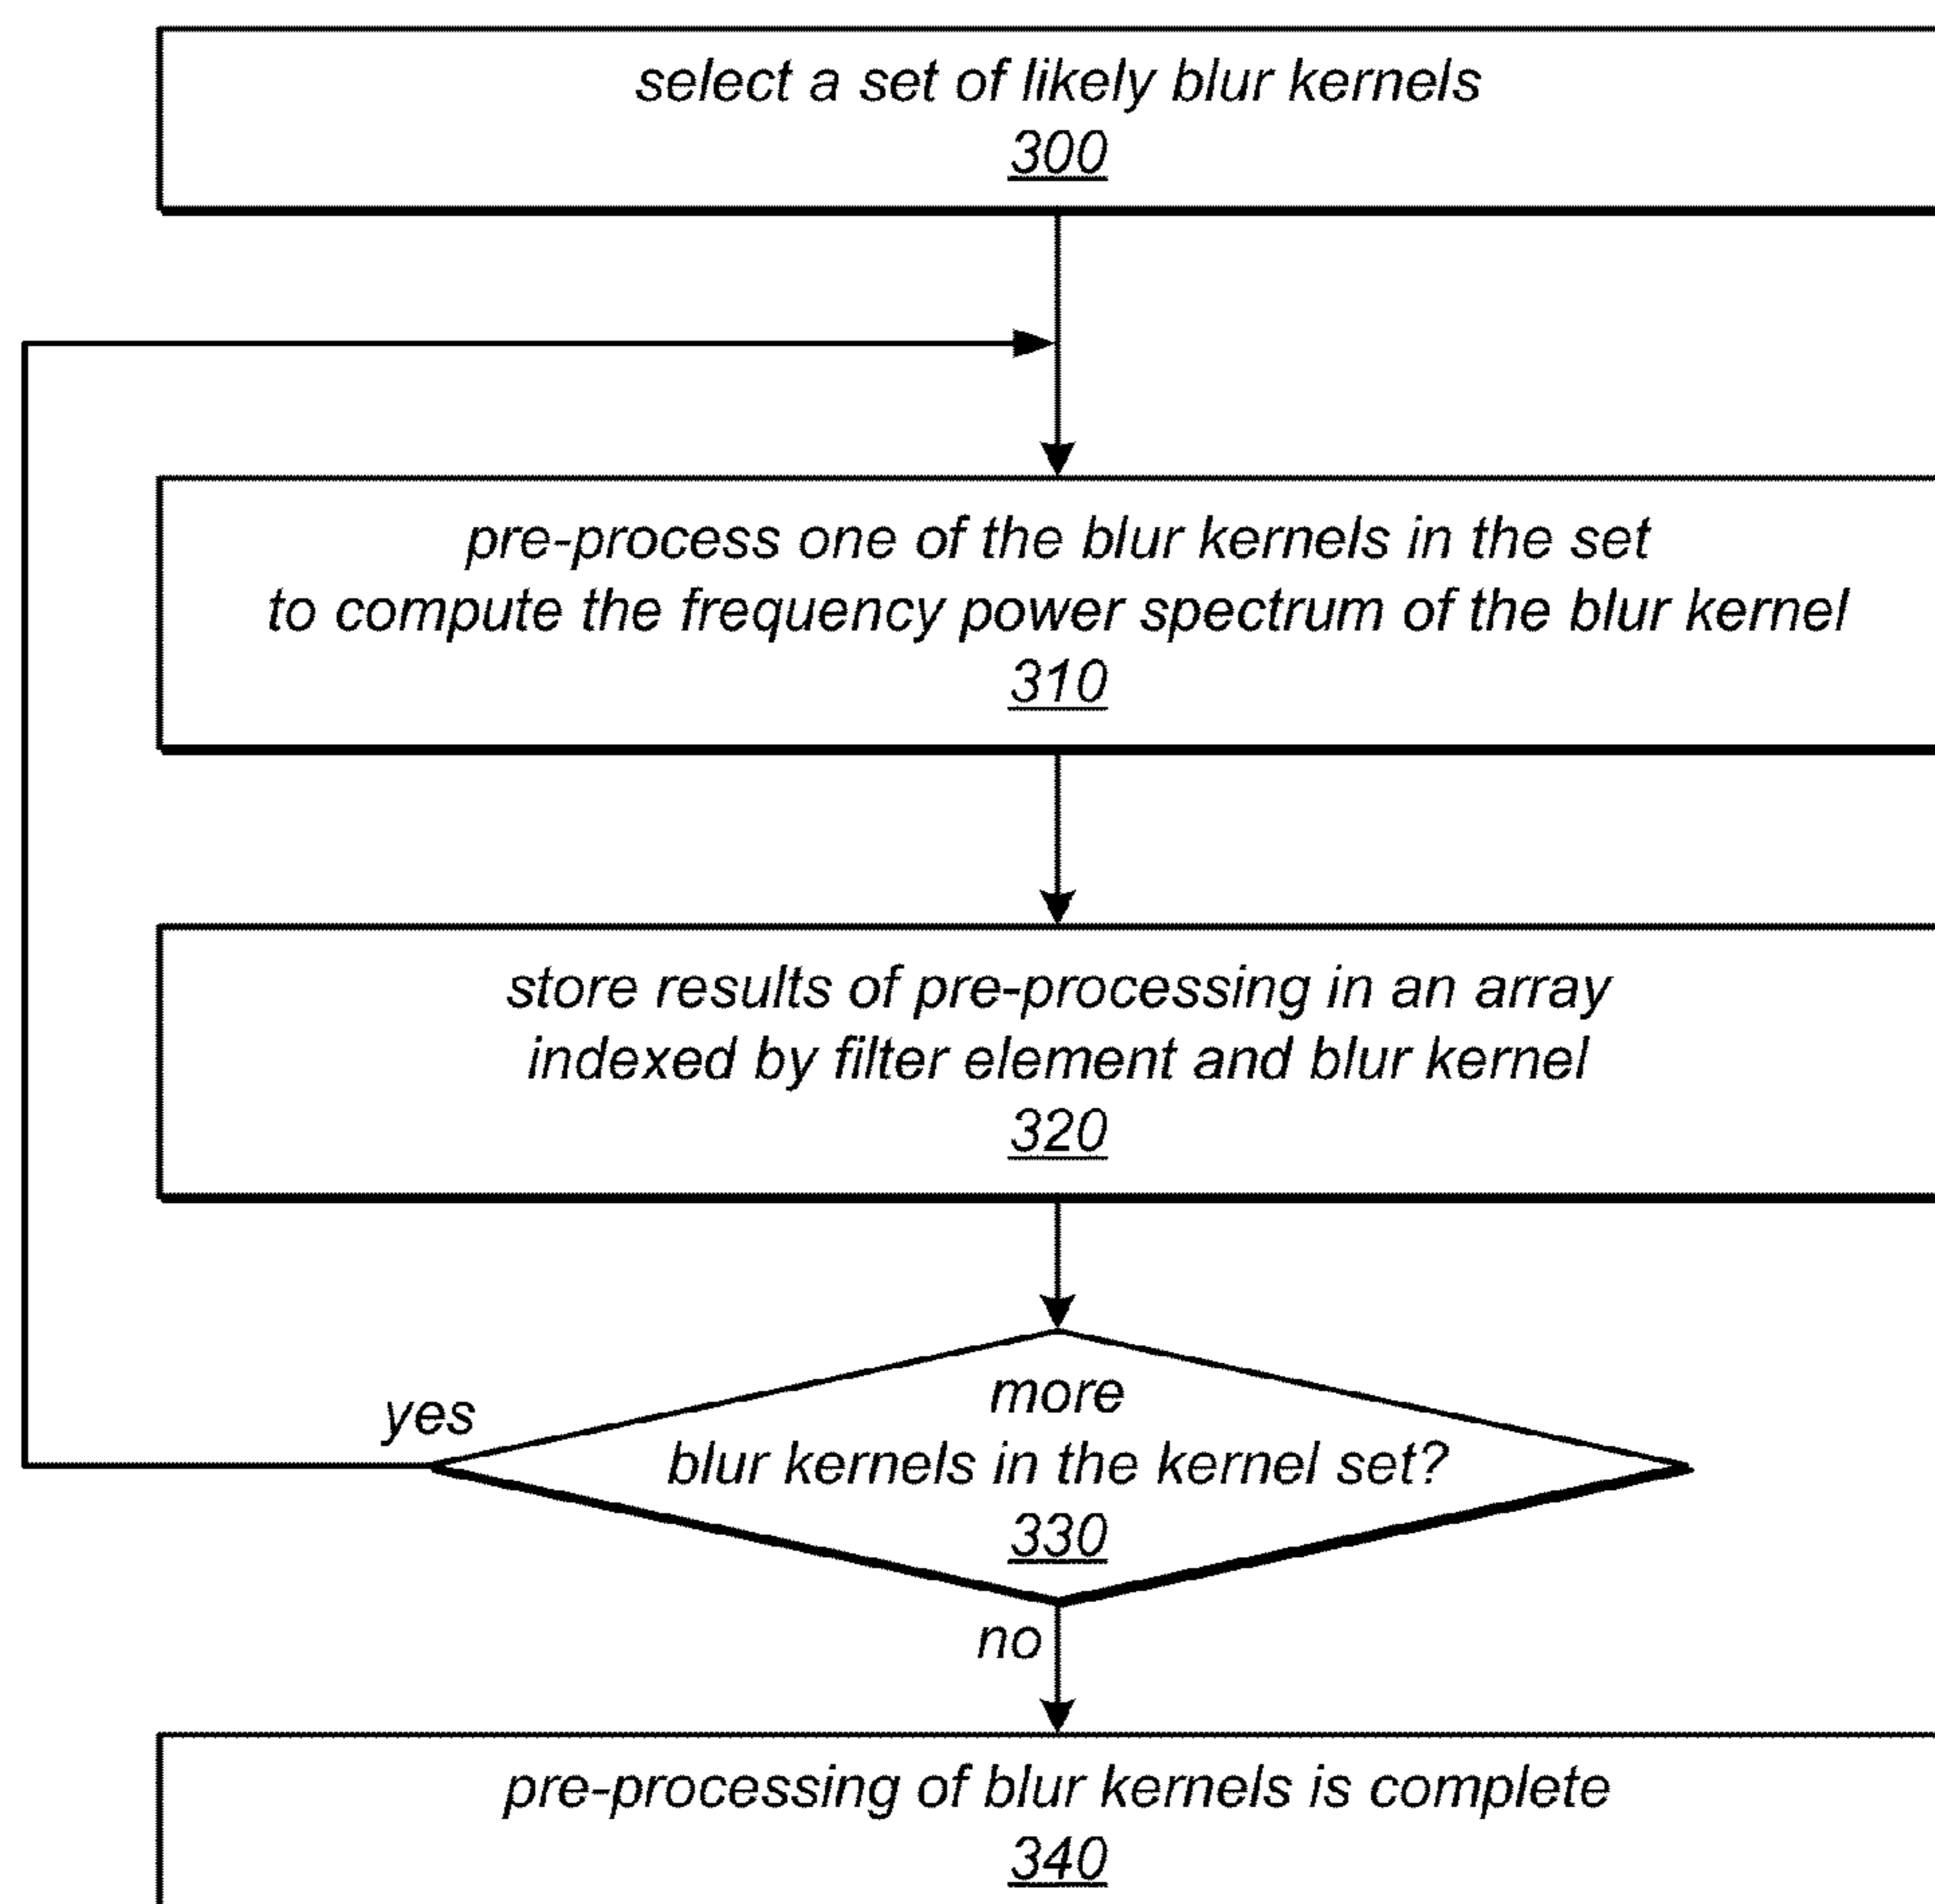 select a set of likely blur kernels
300
pre-process one of the blur kernels in the set
to compute the frequency power spectrum of the blur kernel
310
store results of pre-processing in an array
indexed by filter element and blur kernel
320
more
yes
blur kernels in the kernel set?
330
no
pre-processing of blur kernels is complete
340